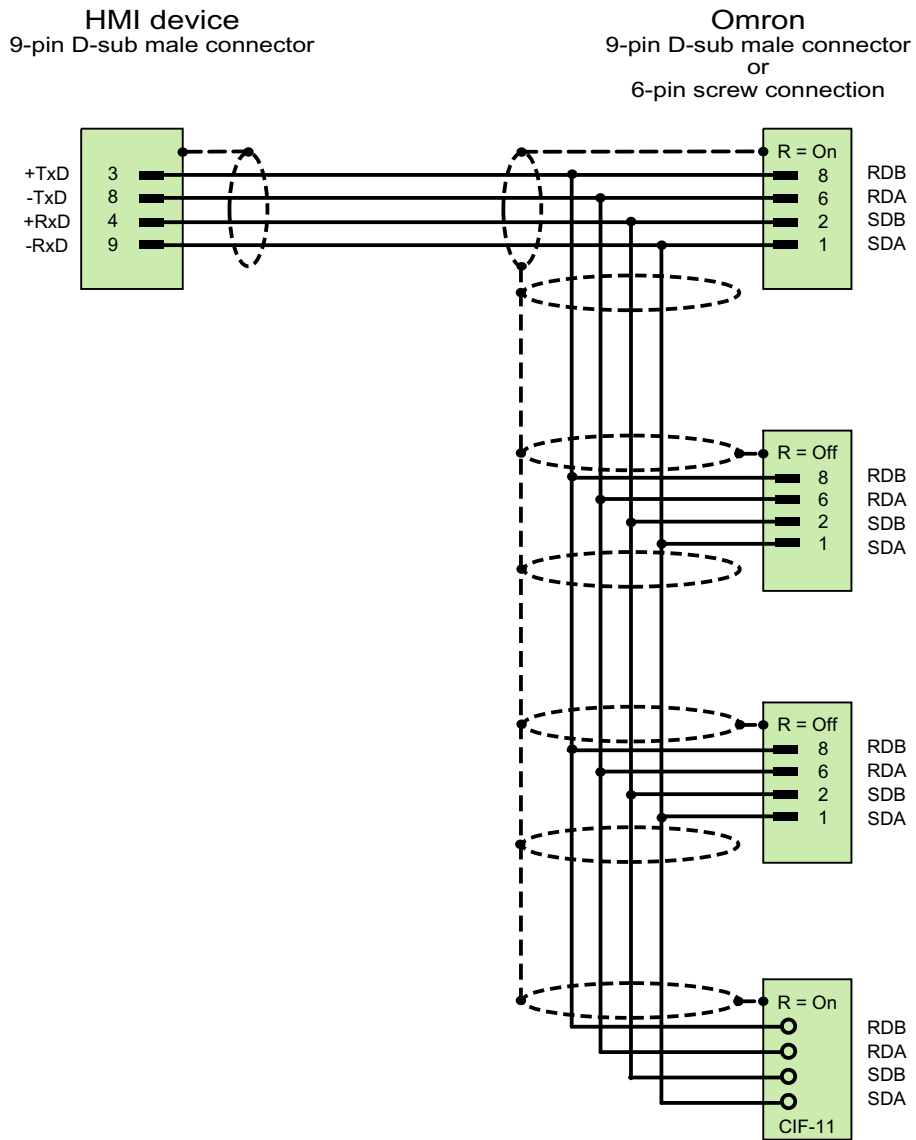 HMI device
9-pin D-sub male connector
Omron
9-pin D-sub male connector
or
6-pin screw connection
R = On
+TxD 3 8 RDB
-TxD 8 6 RDA
+RxD 4 2 SDB
-RxD 9 1 SDA
R = Off
8 RDB
6 RDA
2 SDB
1 SDA
R = Off
8 RDB
6 RDA
2 SDB
1 SDA
R = On
RDB
RDA
SDB
SDA
CIF-11